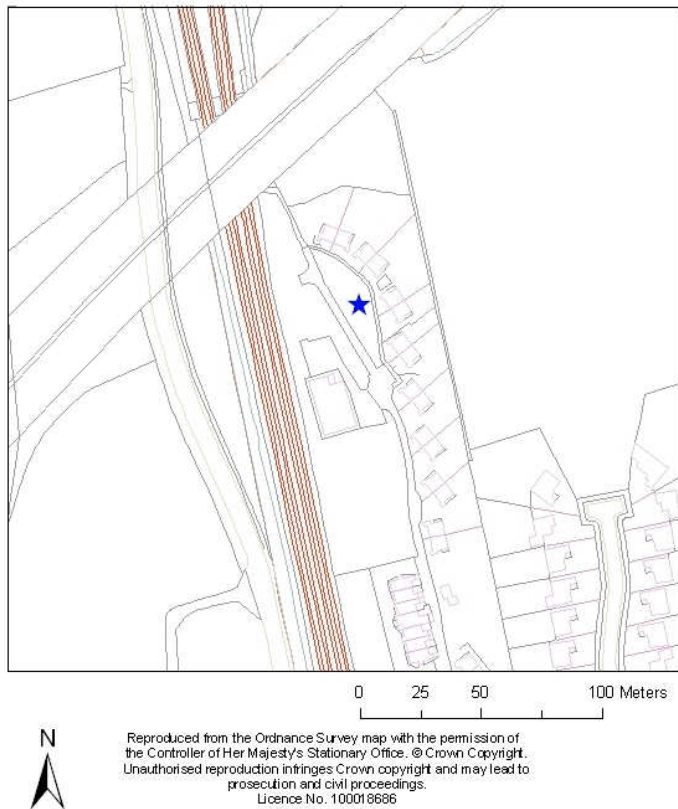 0 25 50 100 Meters
N
Reproduced from the Ordnance Survey map with the permission of
the Controller of Her Majesty's Stationary Office. © Crown Copyright.
Unauthorised reproduction infringes Crown copyright and may lead to
prosecution and civil proceedings.
Licence No. 100018686